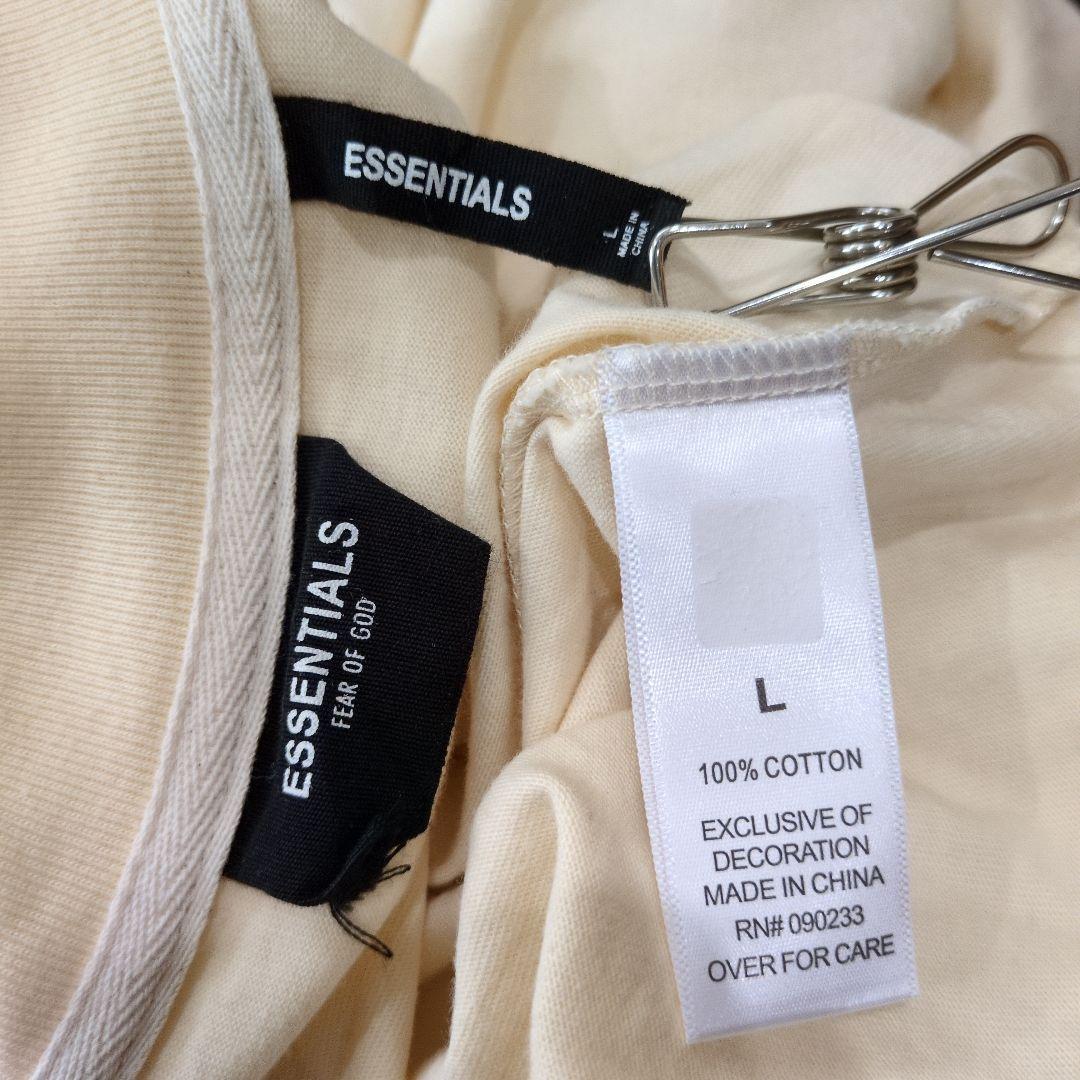 ESSENTIALS
L
MADE IN
CHINA
ESSENTIALS
FEAR OF GOD
L
100% COTTON
EXCLUSIVE OF
DECORATION
MADE IN CHINA
RN# 090233
OVER FOR CARE